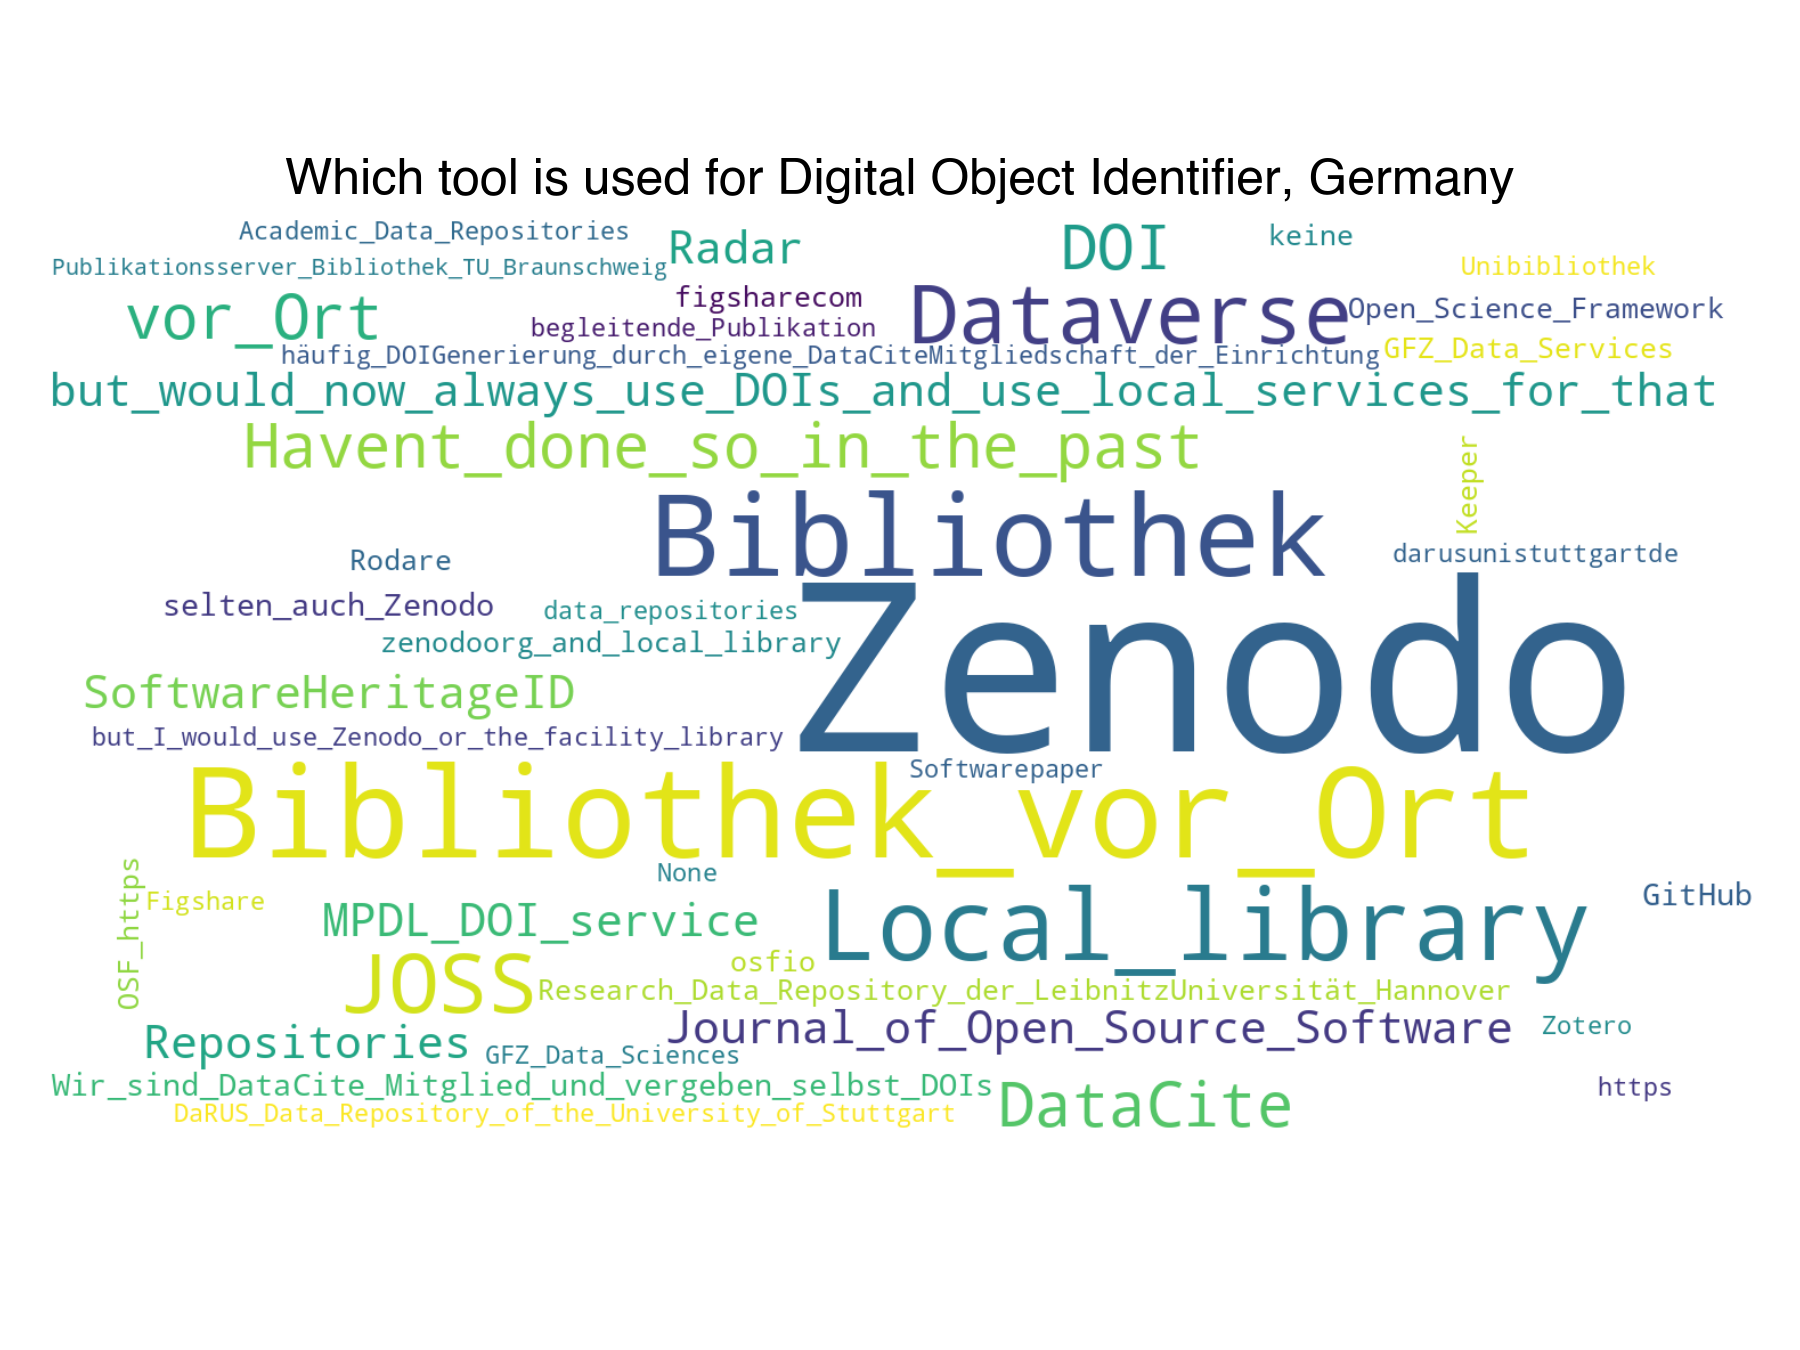 Which tool is used for Digital Object Identifier, Germany
Academic_Data_Repositories
Radar
DOI
keine
Publikationsserver_Bibliothek_TU_Braunschweig
Unibibliothek
vor_Ort
figsharecom
Dataverse
Open_Science_Framework
begleitende_Publikation
häufig_DOIGenerierung_durch_eigene_DataCiteMitgliedschaft_der_Einrichtung
GFZ_Data_Services
but_would_now_always_use_DOIs_and_use_local_services_for_that
Havent_done_so_in_the_past
Keeper
Bibliothek
Rodare
darusunistuttgartde
selten_auch_Zenodo
data_repositories
zenodoorg_and_local_library
Zenodo
SoftwareHeritageID
but_I_would_use_Zenodo_or_the_facility_library
Softwarepaper
Bibliothek_vor_Ort
None
OSF_https
Figshare
MPDL_DOI_service
Local_library
GitHub
JOSS
osfio
Research_Data_Repository_der_LeibnitzUniversität_Hannover
Journal_of_Open_Source_Software
Zotero
Repositories
GFZ_Data_Sciences
Wir_sind_DataCite_Mitglied_und_vergeben_selbst_DOIs
DataCite
https
DaRUS_Data_Repository_of_the_University_of_Stuttgart